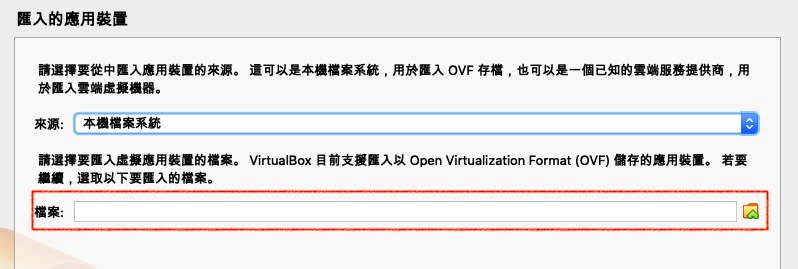 匯入的應用裝置
請選擇要從中匯入應用裝置的來源。 這可以是本機檔案系統，用於匯入 OVF 存檔，也可以是一個已知的雲端服務提供商，用
於匯入雲端虛擬機器。
來源: 本機檔案系統
請選擇要匯入虛擬應用裝置的檔案。 VirtualBox 目前支援匯入以 Open Virtualization Format (OVF) 儲存的應用裝置。 若要
繼續，選取以下要匯入的檔案。
檔案: